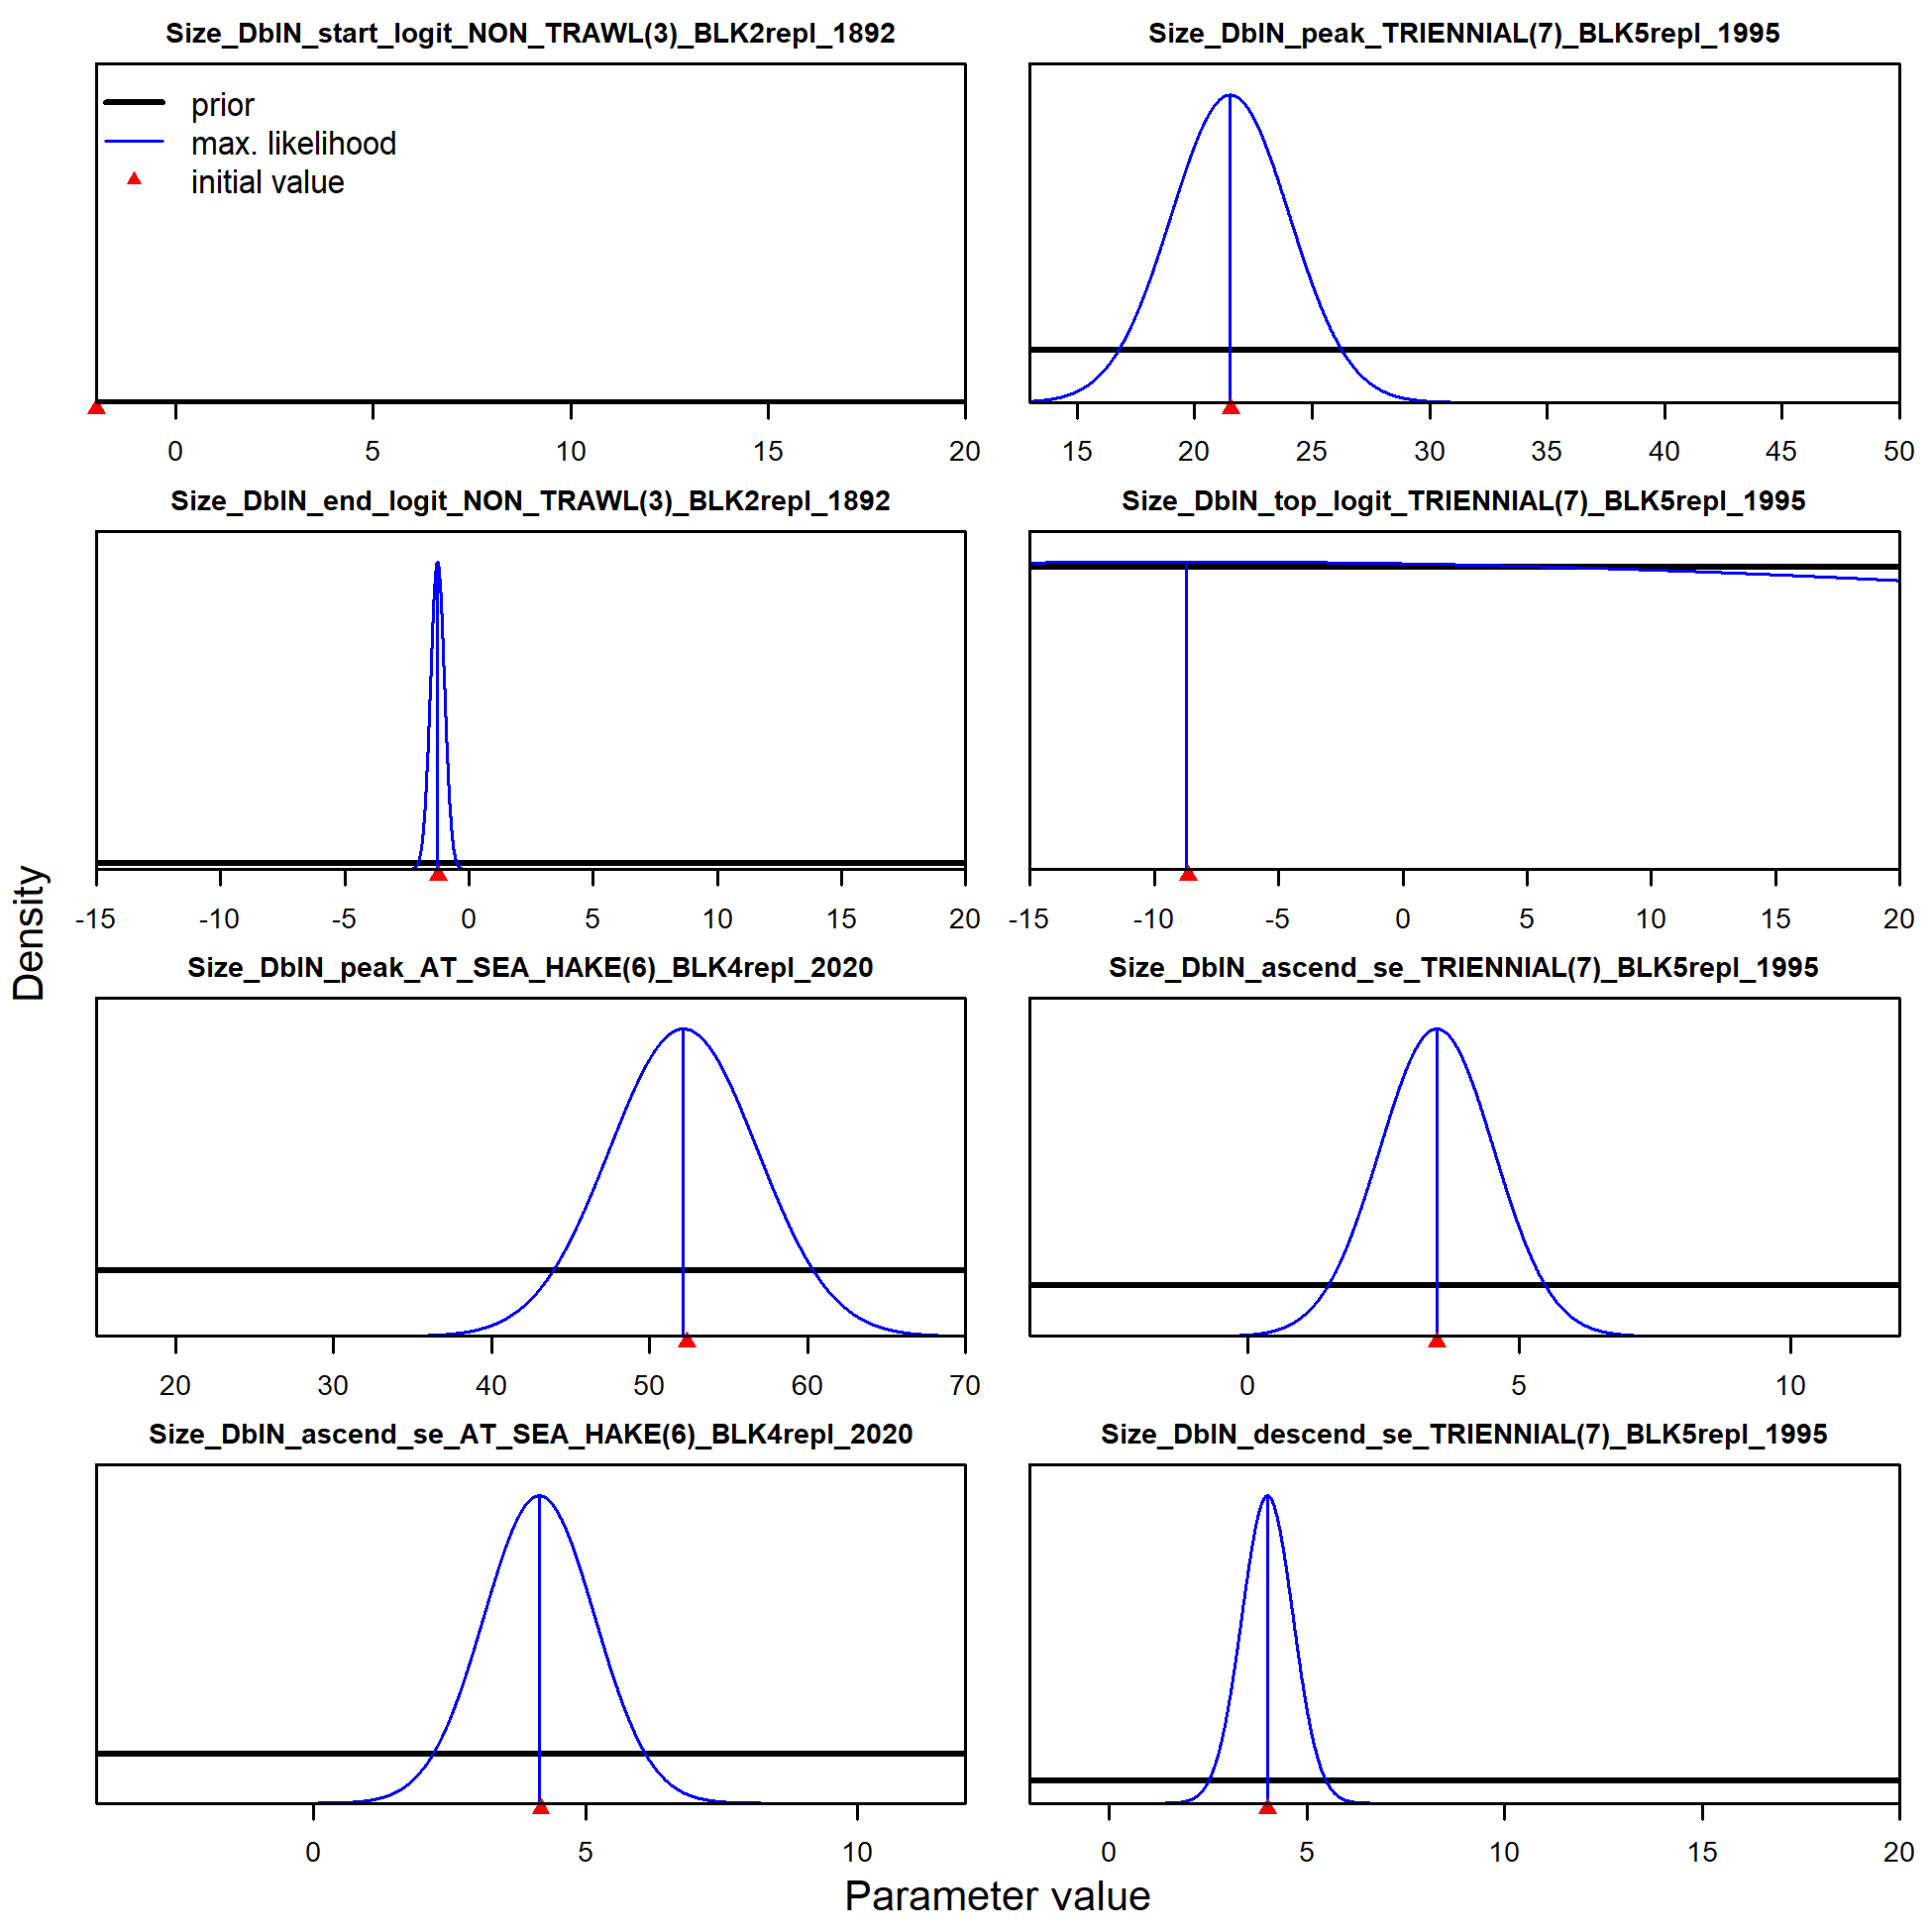 Size_DblN_start_logit_NON_TRAWL(3)_BLK2repl_1892
prior
max. likelihood
initial value
0 5 10 15 20
Size_DblN_peak_TRIENNIAL(7)_BLK5repl_1995
15 20 25 30 35 40 45 50
Size_DblN_end_logit_NON_TRAWL(3)_BLK2repl_1892
-15 -10 -5 0 5 10 15 20
Size_DblN_top_logit_TRIENNIAL(7)_BLK5repl_1995
-15 -10 -5 0 5 10 15 20
Density
Size_DblN_peak_AT_SEA_HAKE(6)_BLK4repl_2020
20 30 40 50 60 70
Size_DblN_ascend_se_TRIENNIAL(7)_BLK5repl_1995
0 5 10
Size_DblN_ascend_se_AT_SEA_HAKE(6)_BLK4repl_2020
0 5 10
Size_DblN_descend_se_TRIENNIAL(7)_BLK5repl_1995
0 5 10 15 20
Parameter value